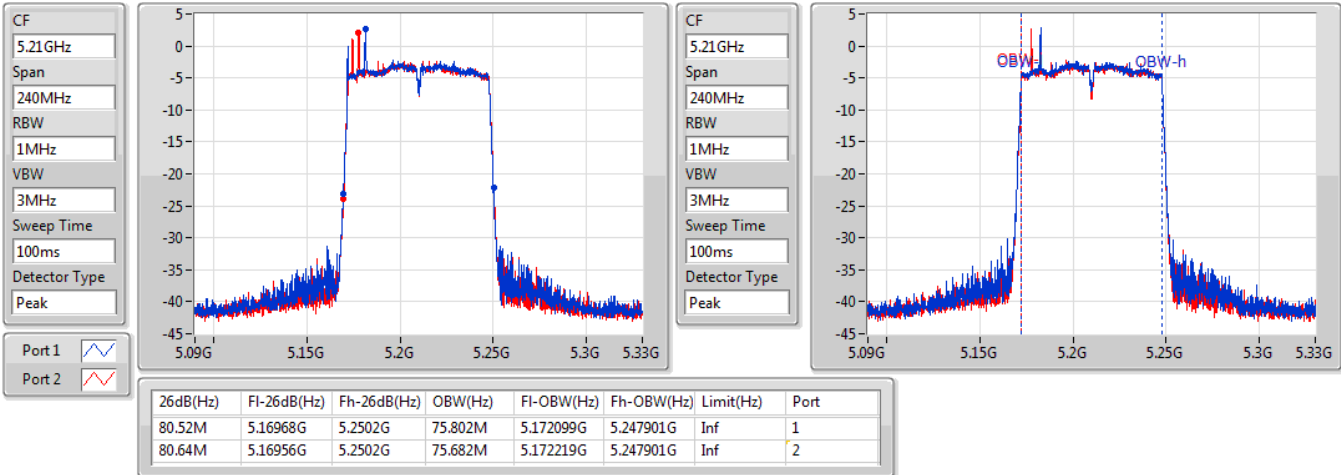 CF
5.21GHz
Span
240MHz
RBW
1MHz
VBW
3MHz
Sweep Time
100ms
Detector Type
Peak
Port 1
Port 2
5
0
-5
-10
-15
-20
-25
-30
-35
-40
-45
5.09G 5.15G 5.2G 5.25G 5.3G 5.33G
CF
5.21GHz
Span
240MHz
RBW
1MHz
VBW
3MHz
Sweep Time
100ms
Detector Type
Peak
5
0
-5
-10
-15
-20
-25
-30
-35
-40
-45
OBW- OBW-h
5.09G 5.15G 5.2G 5.25G 5.3G 5.33G
26dB(Hz) Fl-26dB(Hz) Fh-26dB(Hz) OBW(Hz) Fl-OBW(Hz) Fh-OBW(Hz) Limit(Hz) Port
80.52M 5.16968G 5.2502G 75.802M 5.172099G 5.247901G Inf 1
80.64M 5.16956G 5.2502G 75.682M 5.172219G 5.247901G Inf 2